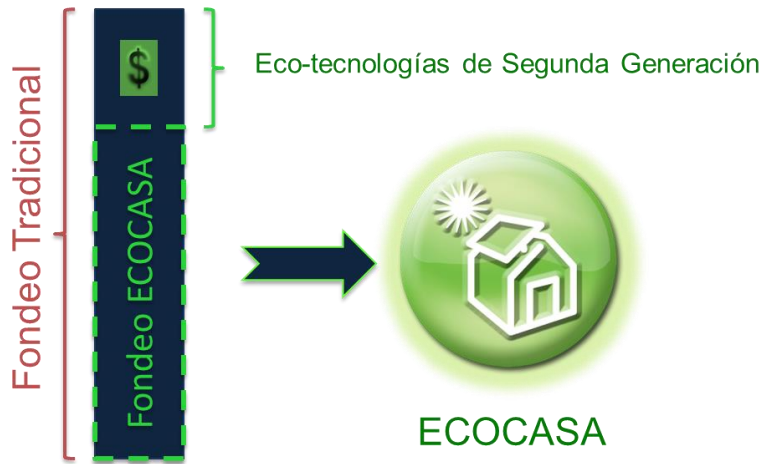 Fondeo Tradicional
$
Fondeo ECOCASA
Eco-tecnologías de Segunda Generación
ECOCASA